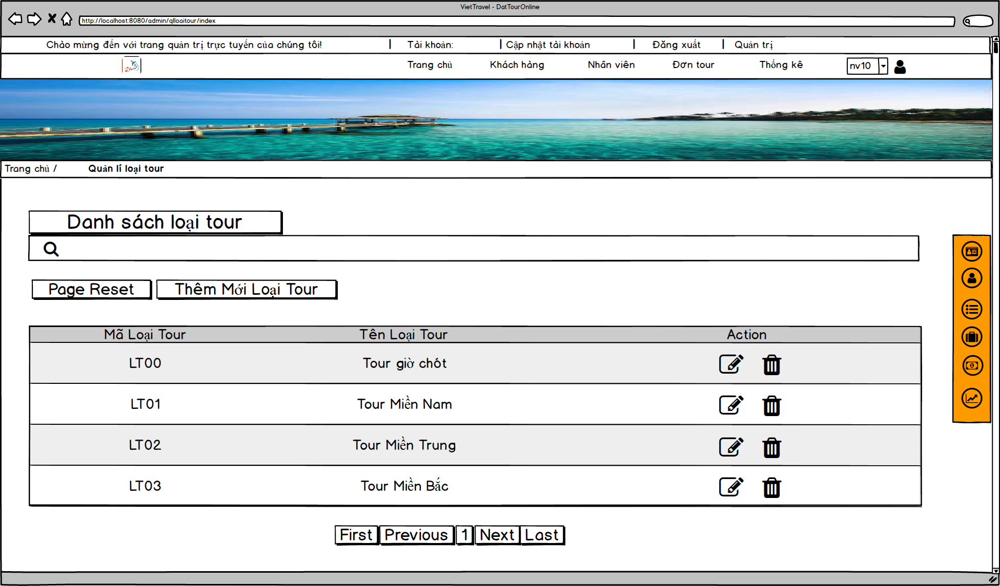 VietTravel - DatTourOnline
http://localhost:8080/admin/qlloaitour/index
Chào mừng đến với trang quản trị trực tuyến của chúng tôi! | Tài khoản: | Cập nhật tài khoản | Đăng xuất | Quản trị
Trang chủ Khách hàng Nhân viên Đơn tour Thống kê nv10
Trang chủ / Quản lí loại tour
Danh sách loại tour
Page Reset Thêm Mới Loại Tour
Mã Loại Tour Tên Loại Tour Action
LT00 Tour giờ chót
LT01 Tour Miền Nam
LT02 Tour Miền Trung
LT03 Tour Miền Bắc
First Previous 1 Next Last